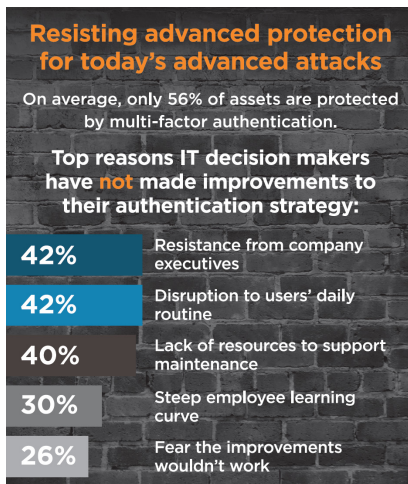 Resisting advanced protection
for today's advanced attacks
On average, only 56% of assets are protected
by multi-factor authentication.
Top reasons IT decision makers
have not made improvements to
their authentication strategy:
42%
Resistance from company
executives
42%
Disruption to users' daily
routine
40%
Lack of resources to support
maintenance
30%
Steep employee learning
curve
26%
Fear the improvements
wouldn't work